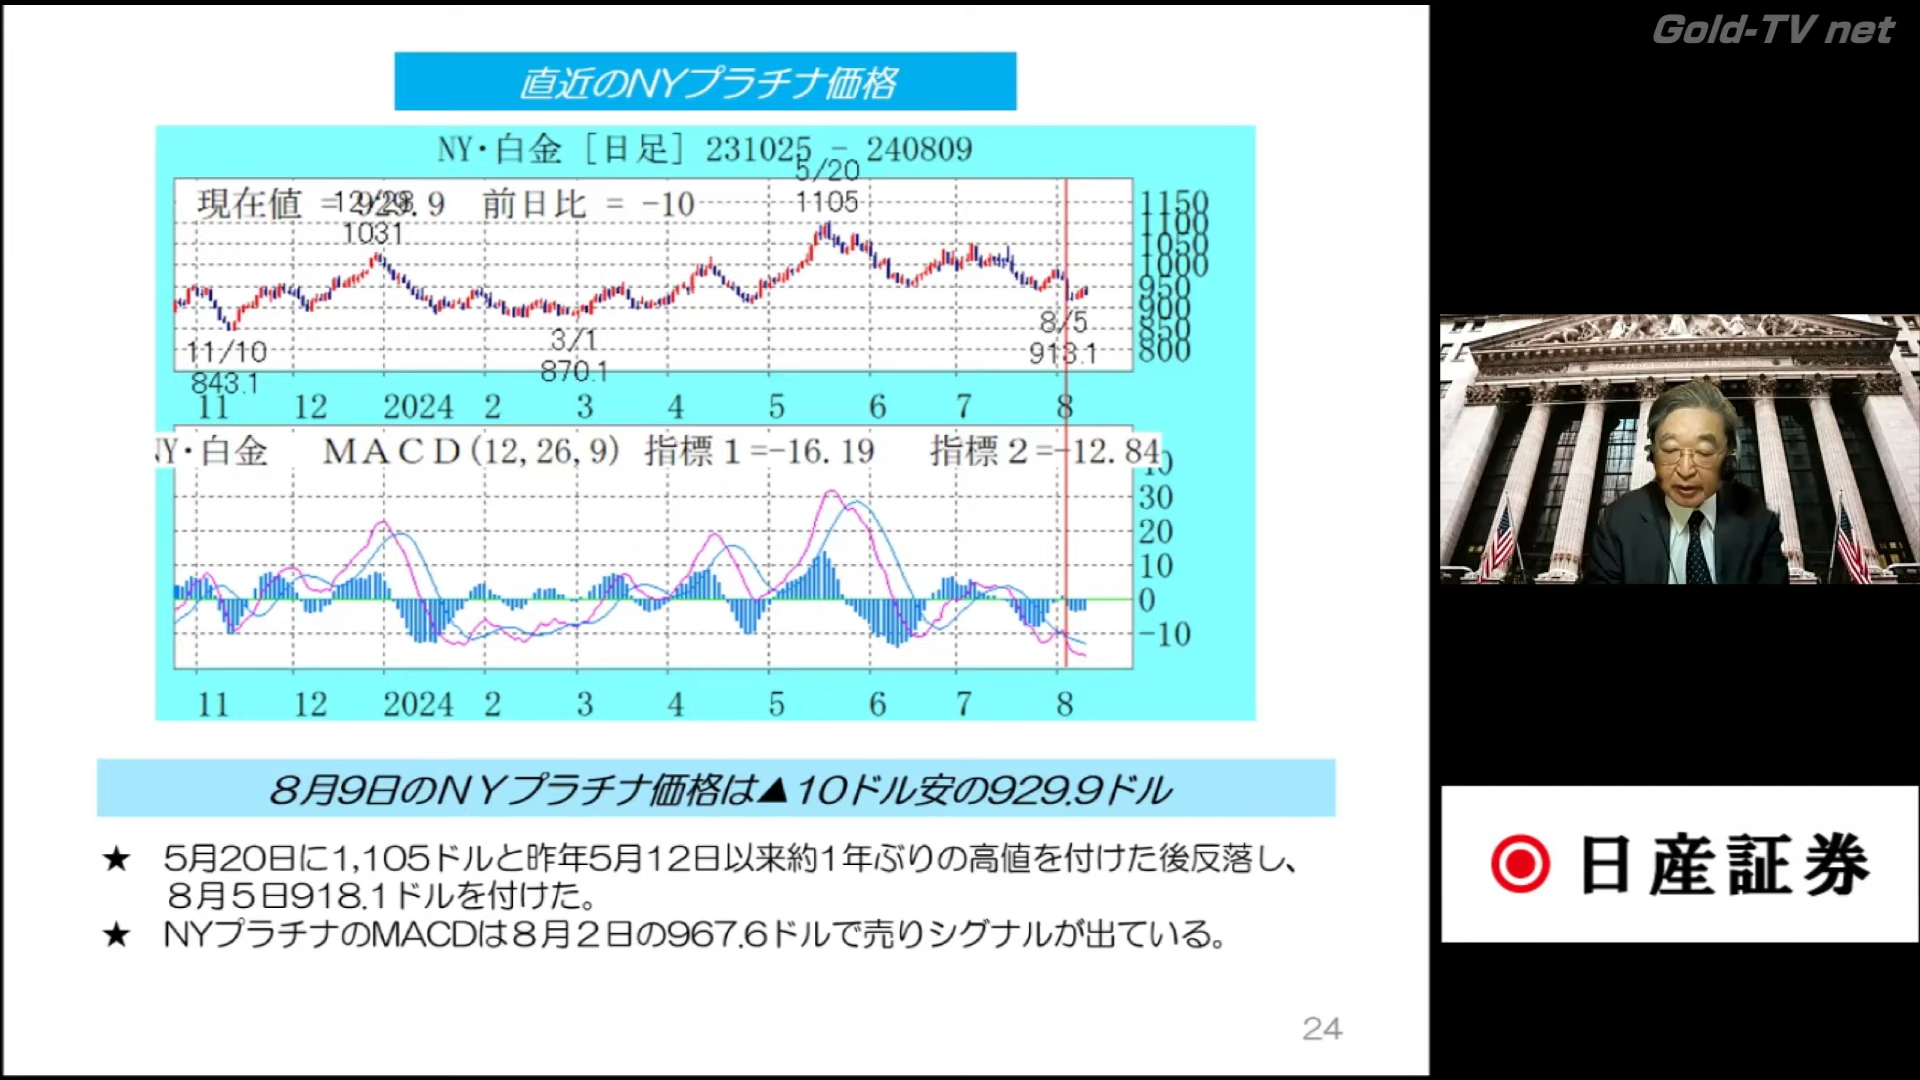 Gold-TV net
直近のNYプラチナ価格
NY・白金 [日足] 231025 - 240809
5/20
1105
現在値 = 929.9 前日比 = -10
12/28
1031
1150
1100
1050
1000
950
900
850
800
11/10
843.1
3/1
870.1
8/5
913.1
11 12 2024 2 3 4 5 6 7 8
NY・白金 MACD(12,26,9) 指標1=-16.19 指標2=-12.84
30
20
10
0
-10
11 12 2024 2 3 4 5 6 7 8
8月9日のNYプラチナ価格は▲10ドル安の929.9ドル
★ 5月20日に1,105ドルと昨年5月12日以来約1年ぶりの高値を付けた後反落し、
8月5日918.1ドルを付けた。
★ NYプラチナのMACDは8月2日の967.6ドルで売りシグナルが出ている。
24
日産証券